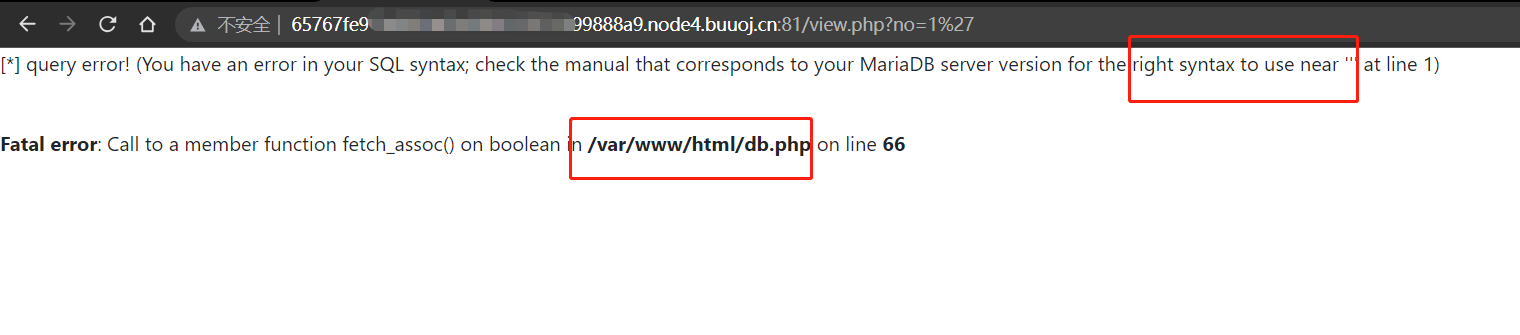 不安全 65767fe9 99888a9.node4.buuoj.cn:81/view.php?no=1%27
[*] query error! (You have an error in your SQL syntax; check the manual that corresponds to your MariaDB server version for the right syntax to use near ''' at line 1)
Fatal error: Call to a member function fetch_assoc() on boolean in /var/www/html/db.php on line 66